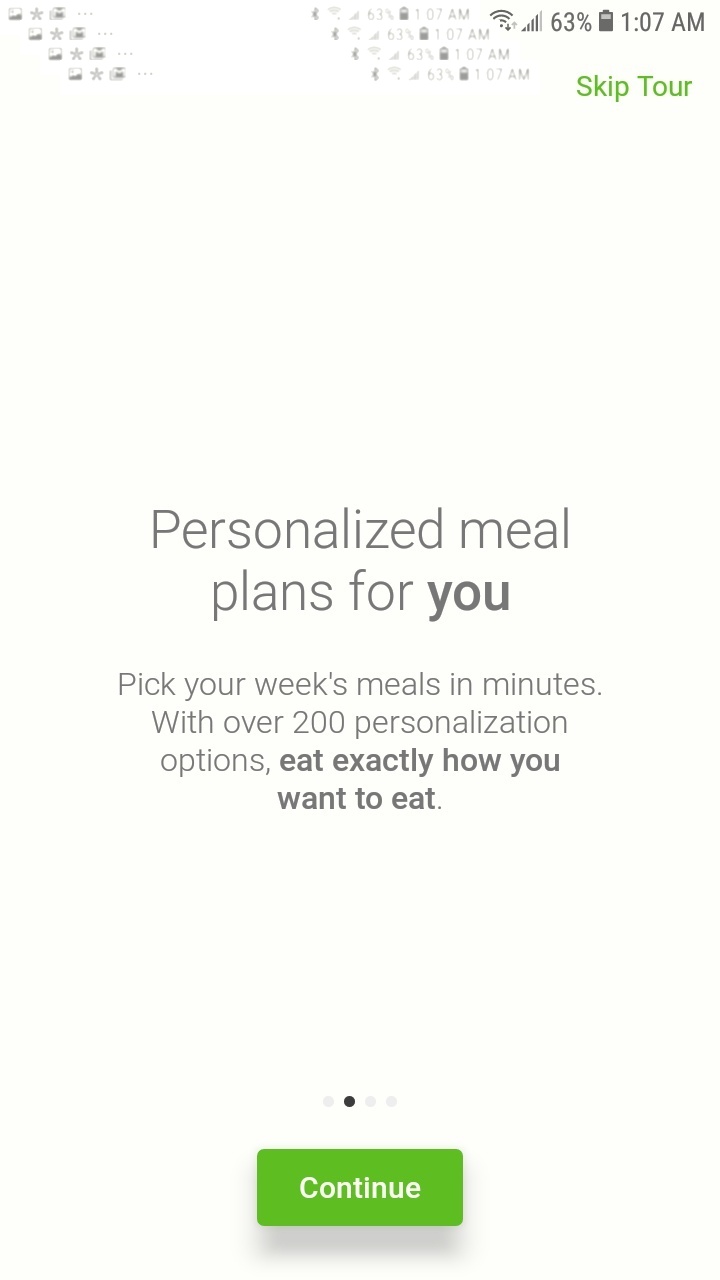 63% 1:07 AM
63% 1:07 AM
63% 1:07 AM
63% 1:07 AM
63% 1:07 AM
Skip Tour
Personalized meal
plans for you
Pick your week's meals in minutes.
With over 200 personalization
options, eat exactly how you
want to eat.
Continue